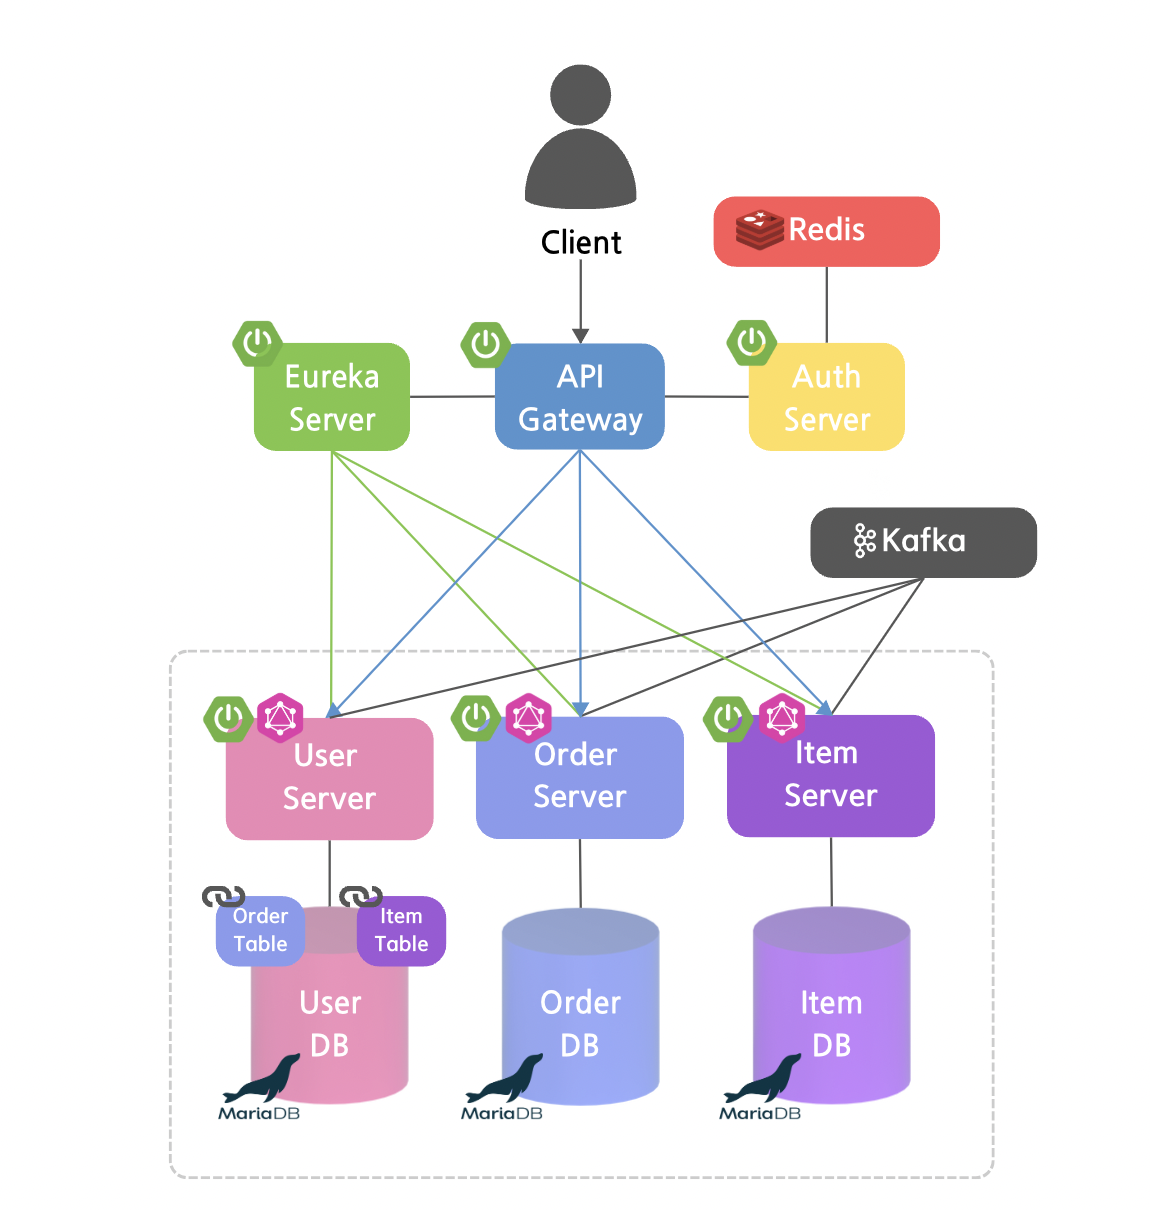 Client
Redis
Eureka
Server
API
Gateway
Auth
Server
Kafka
User
Server
Order
Server
Item
Server
Order
Table
Item
Table
User
DB
Order
DB
Item
DB
MariaDB
MariaDB
MariaDB